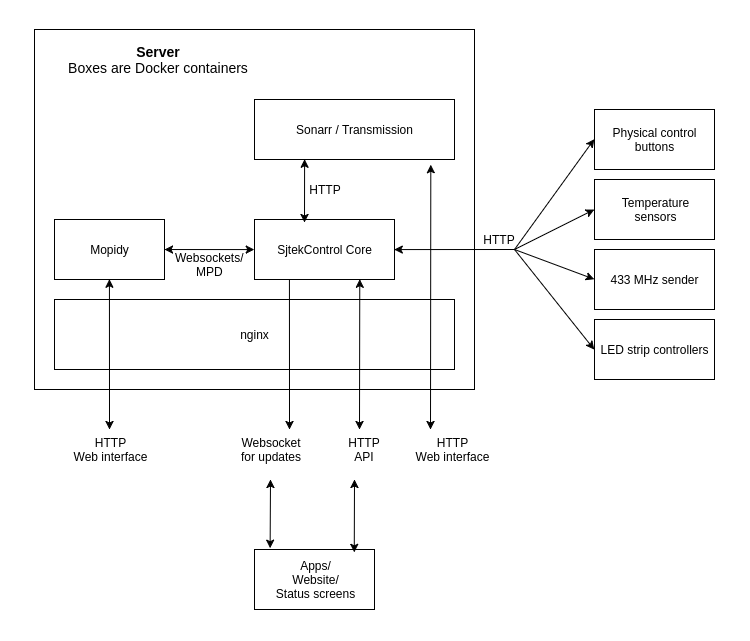 Server
Boxes are Docker containers
Sonarr / Transmission
Physical control
buttons
HTTP
Temperature
sensors
Mopidy
Websockets/
MPD
SjtekControl Core
HTTP
433 MHz sender
nginx
LED strip controllers
HTTP
Web interface
Websocket
for updates
HTTP
API
HTTP
Web interface
Apps/
Website/
Status screens